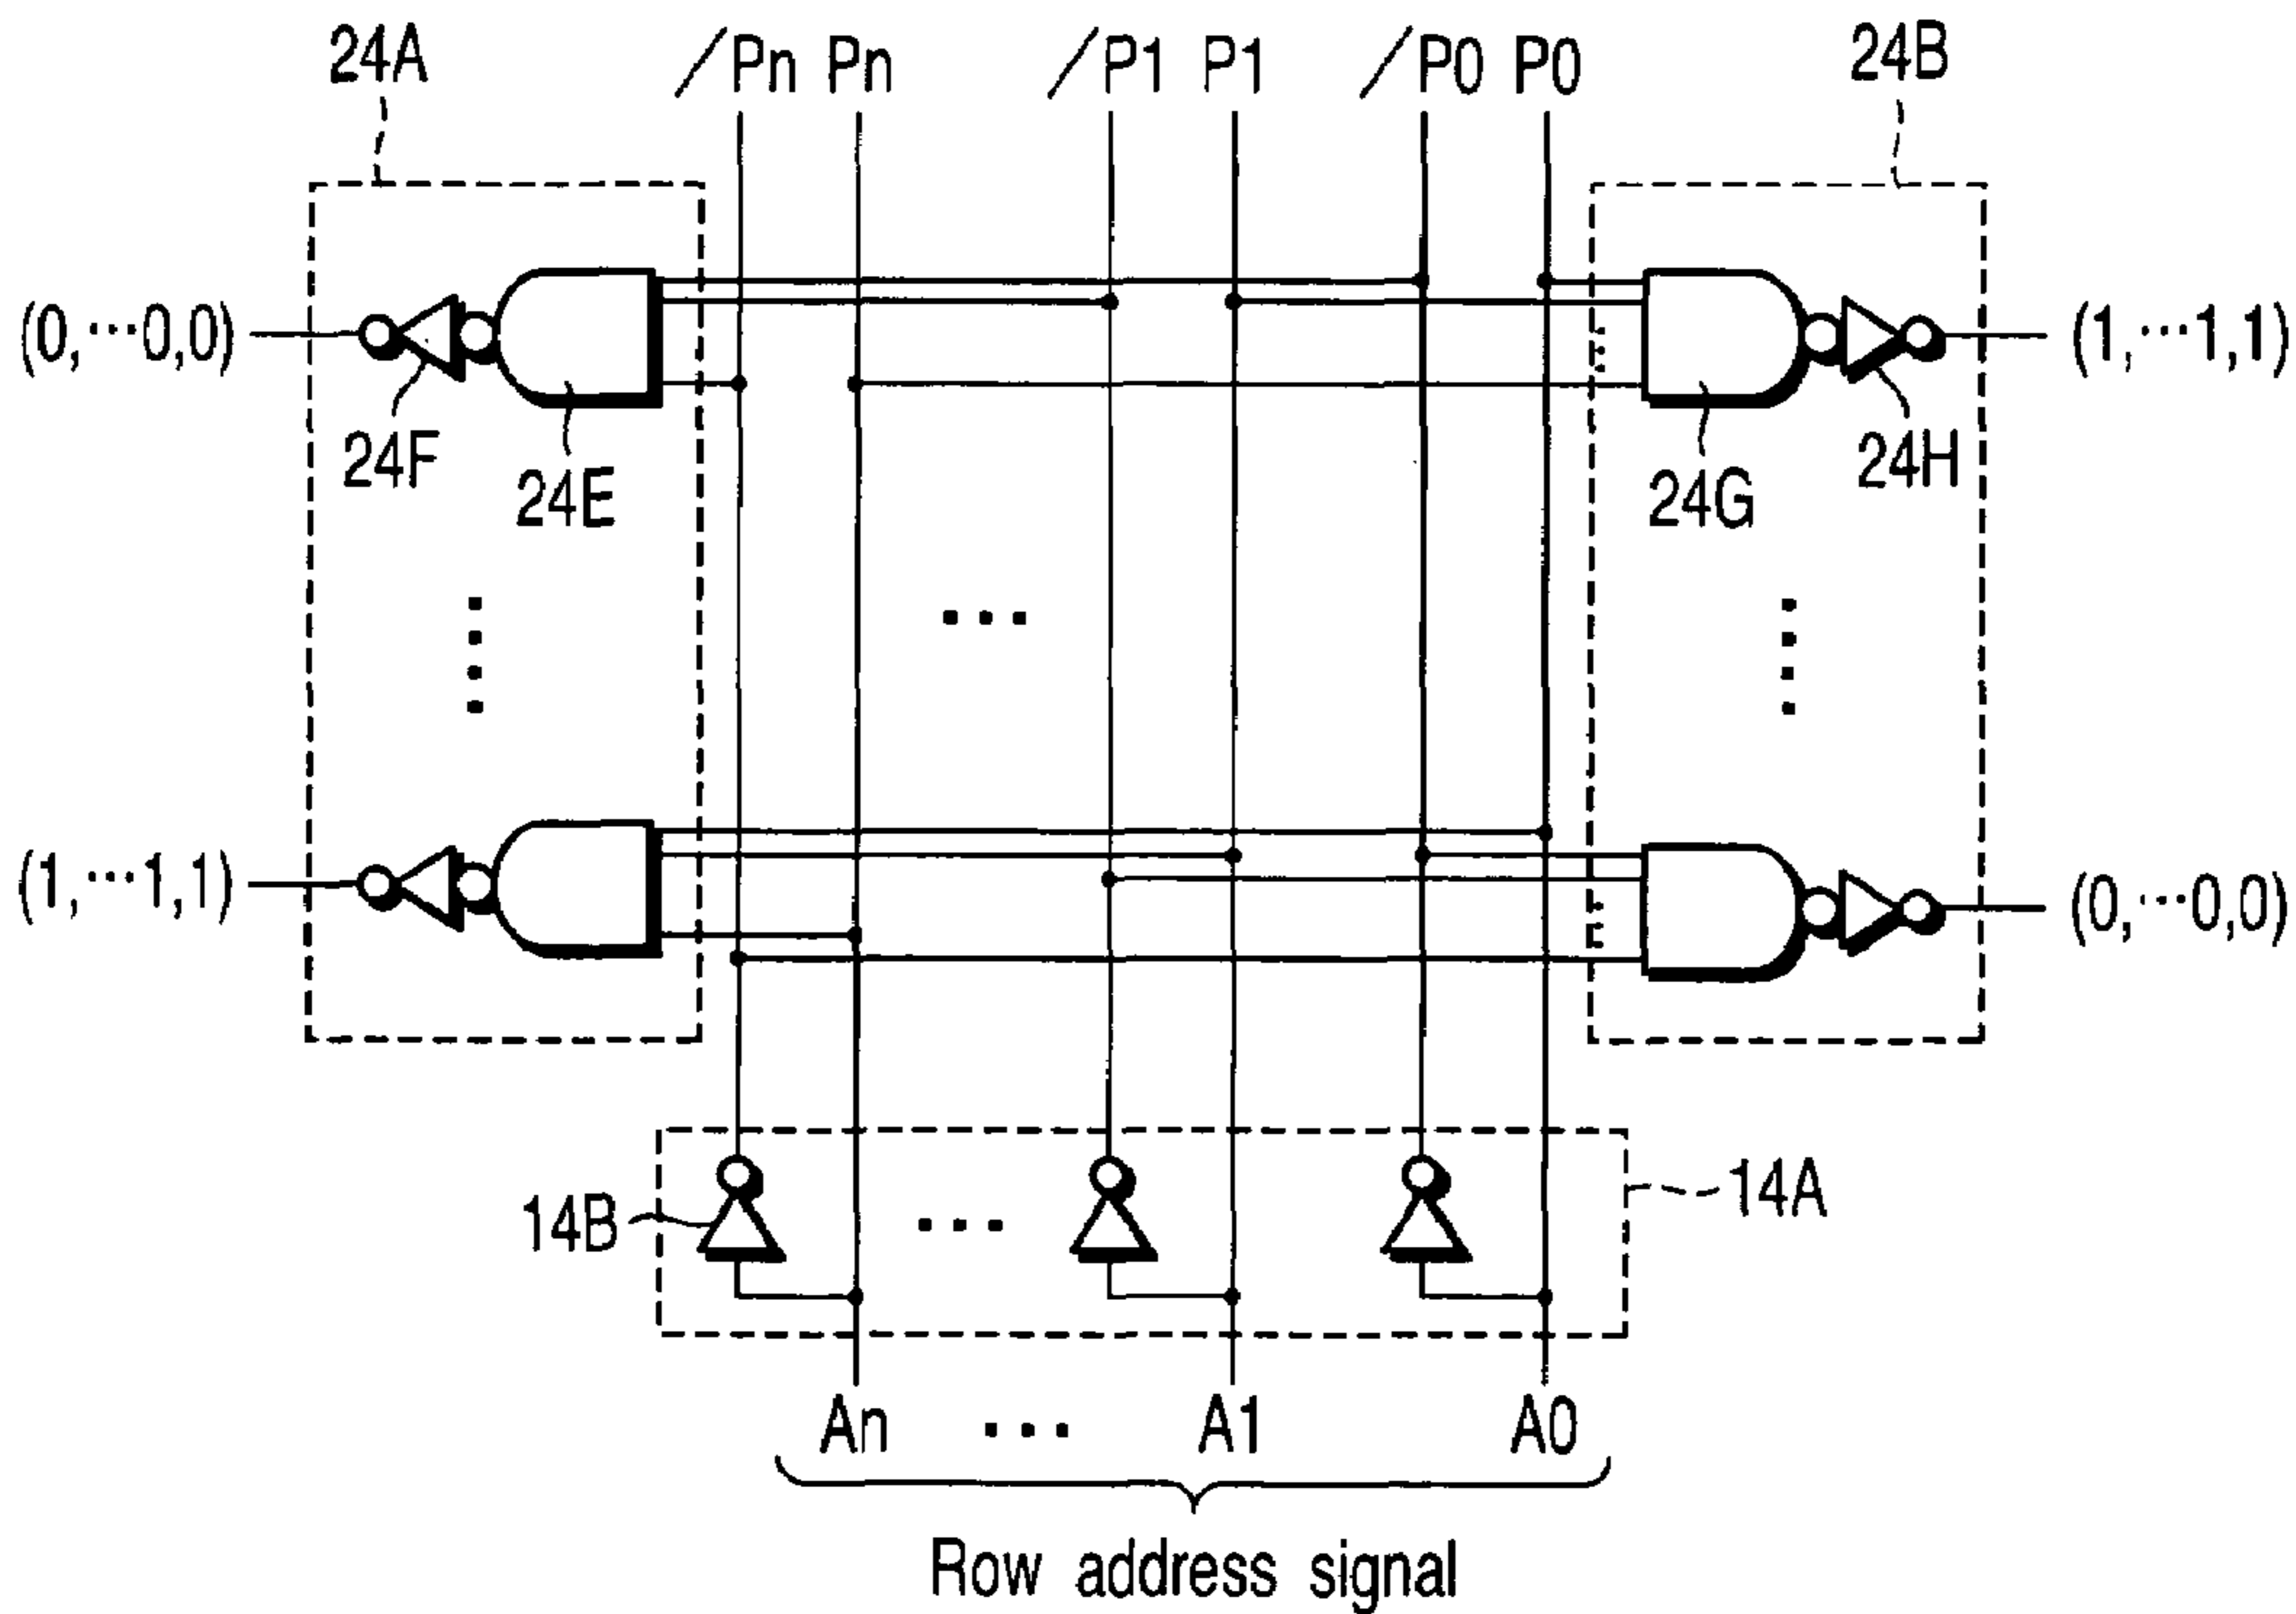 24A /Pn Pn /P1 P1 /P0 P0 24B
(0,···0,0) (1,···1,1)
24F 24E 24G 24H
(1,···1,1) (0,···0,0)
14B 14A
An ··· A1 A0
Row address signal